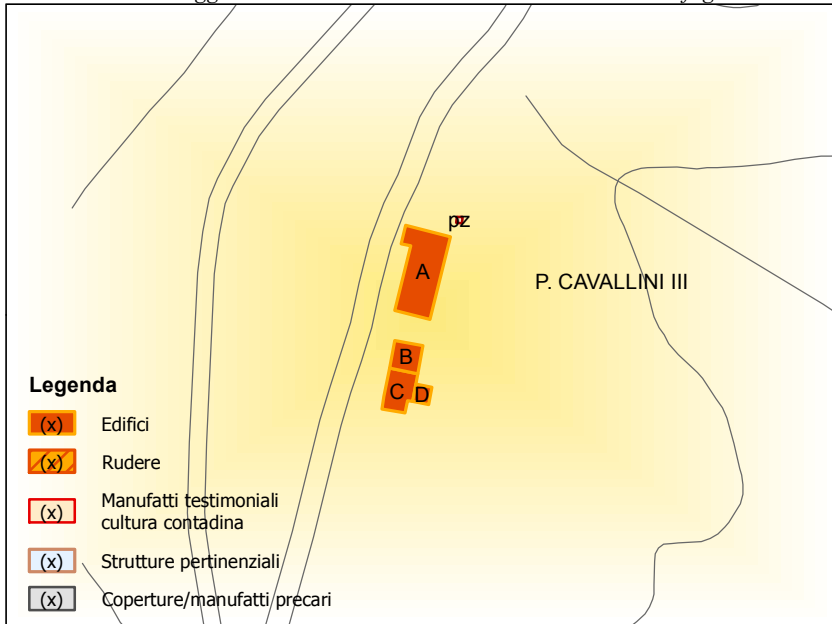 pz
A
P. CAVALLINI III
B
C D
Legenda
(x) Edifici
(x) Rudere
(x) Manufatti testimoniali
cultura contadina
(x) Strutture pertinenziali
(x) Coperture/manufatti precari